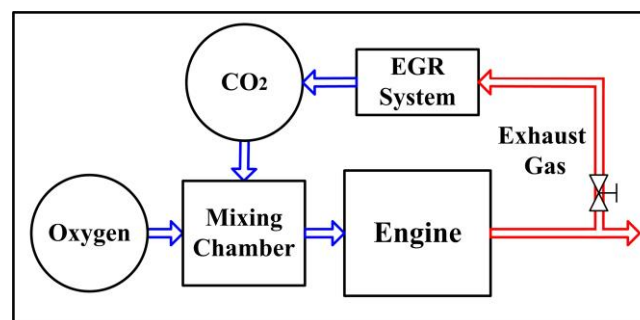 CO₂
EGR
System
Exhaust
Gas
Oxygen
Mixing
Chamber
Engine